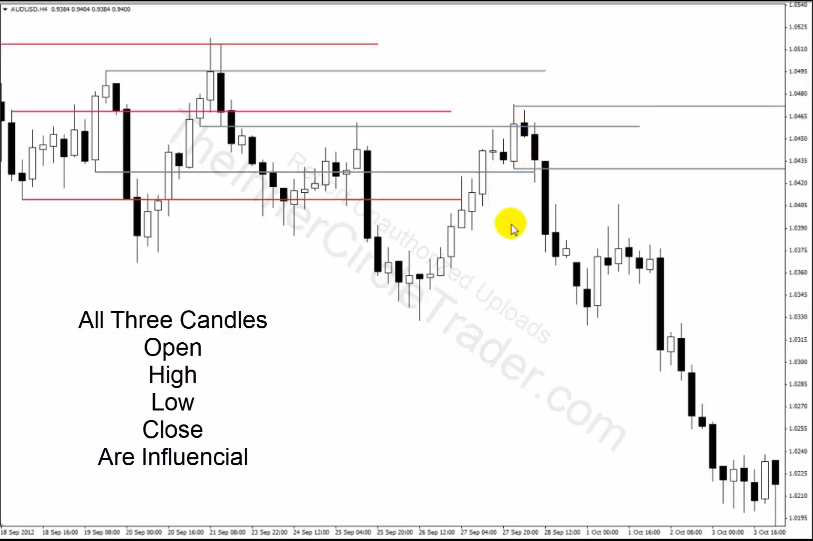 AUDUSD.H4 0.9384 0.9404 0.9384 0.9400
1.0540
1.0525
1.0510
1.0495
1.0480
1.0465
1.0450
1.0435
1.0420
1.0405
1.0390
1.0375
1.0360
1.0345
1.0330
1.0315
1.0300
1.0285
1.0270
1.0255
1.0240
1.0225
1.0210
1.0195
TheInnerCircleTrader.com
Report Unauthorized Uploads
All Three Candles
Open
High
Low
Close
Are Influencial
18 Sep 2012 18 Sep 16:00 19 Sep 08:00 20 Sep 00:00 20 Sep 16:00 21 Sep 08:00 23 Sep 22:00 24 Sep 12:00 25 Sep 04:00 25 Sep 20:00 26 Sep 12:00 27 Sep 04:00 27 Sep 20:00 28 Sep 12:00 1 Oct 00:00 1 Oct 16:00 2 Oct 08:00 3 Oct 00:00 3 Oct 16:00